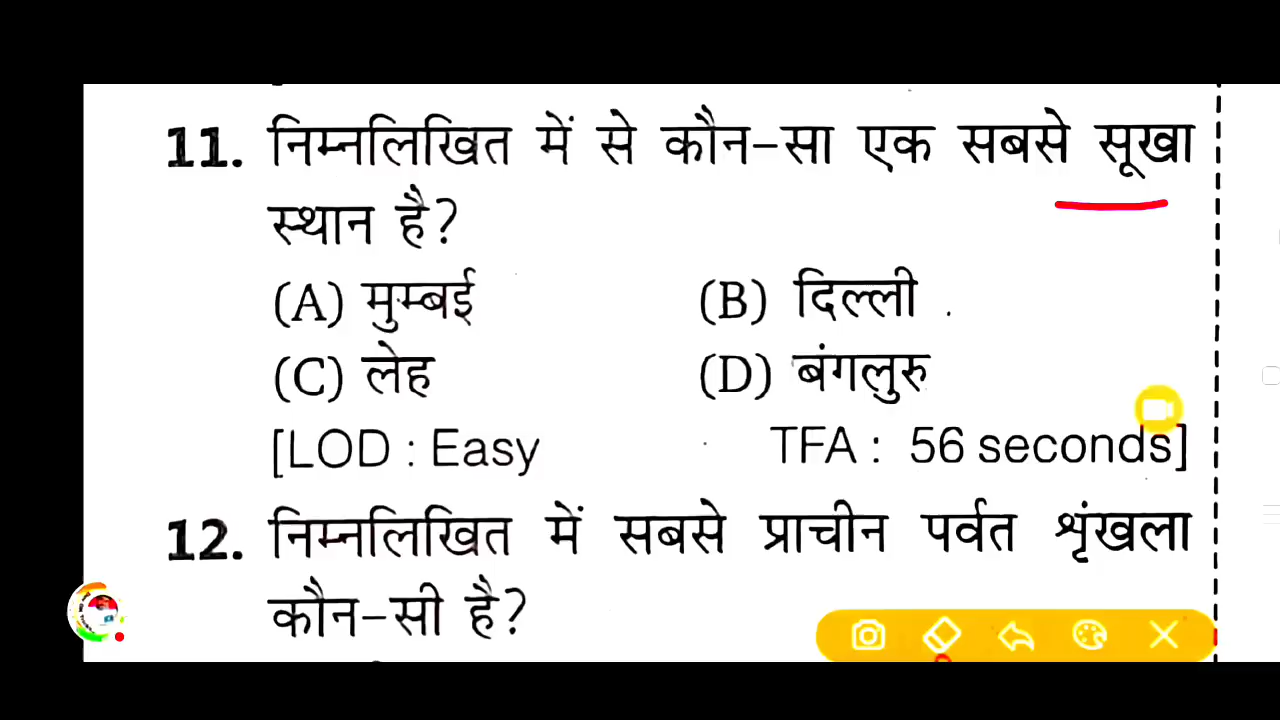 11. निम्नलिखित में से कौन-सा एक सबसे सूखा
स्थान है?
(A) मुम्बई (B) दिल्ली
(C) लेह (D) बंगलुरु
[LOD : Easy TFA : 56 seconds]
12. निम्नलिखित में सबसे प्राचीन पर्वत शृंखला
कौन-सी है?